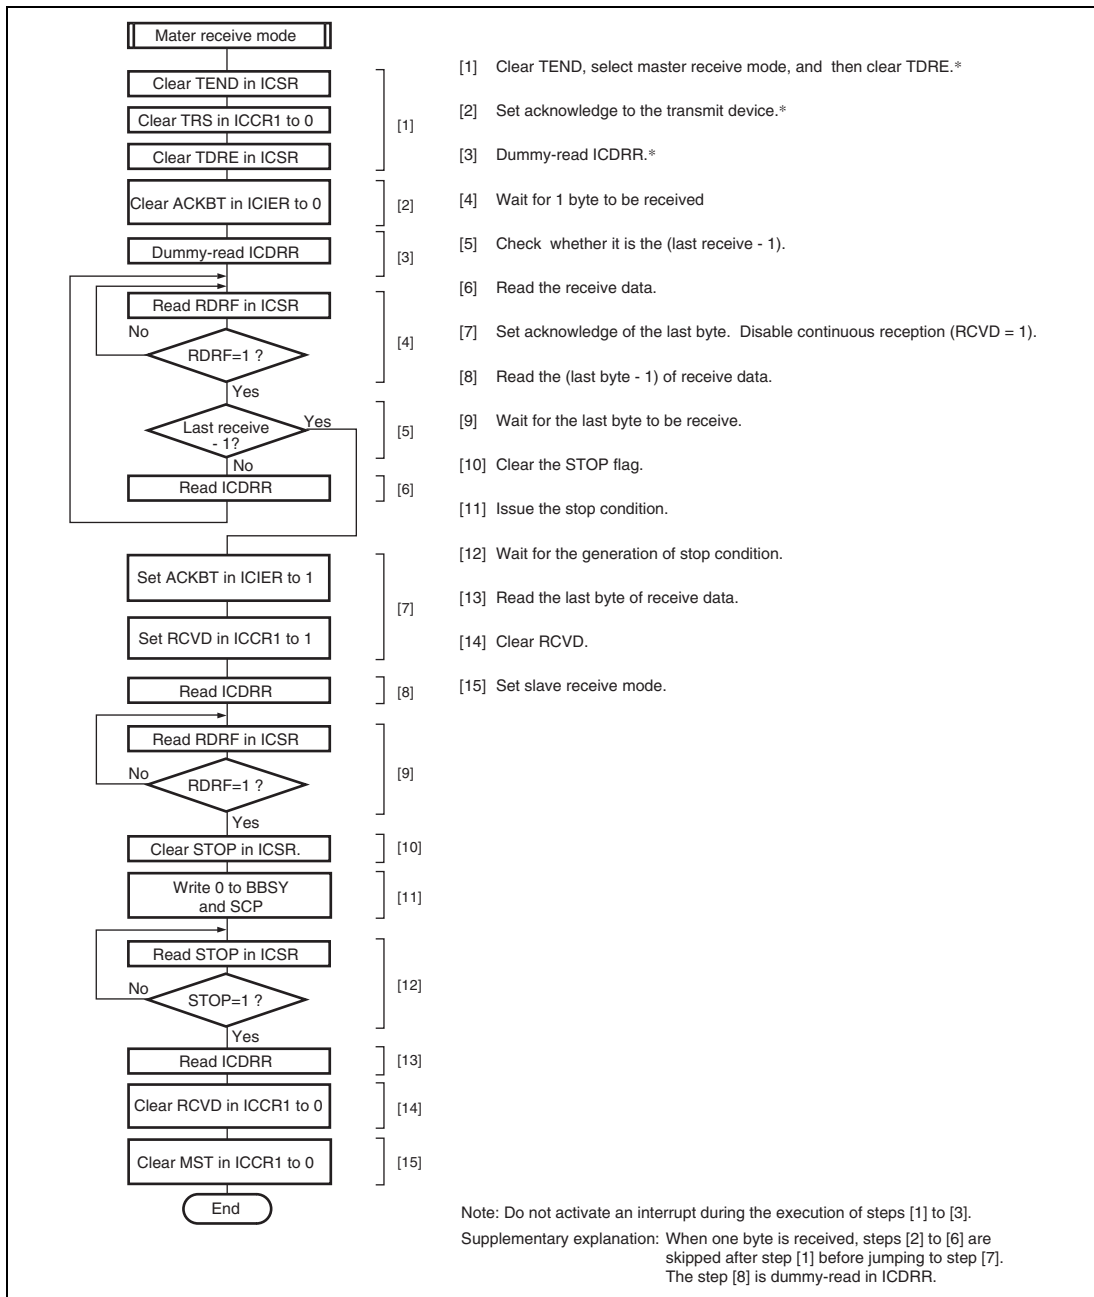 Mater receive mode
Clear TEND in ICSR
Clear TRS in ICCR1 to 0
[1]
Clear TDRE in ICSR
Clear ACKBT in ICIER to 0
[2]
Dummy-read ICDRR
[3]
Read RDRF in ICSR
No
[4]
RDRF=1 ?
Yes
Last receive
- 1?
Yes
[5]
No
Read ICDRR
[6]
Set ACKBT in ICIER to 1
[7]
Set RCVD in ICCR1 to 1
Read ICDRR
[8]
Read RDRF in ICSR
No
[9]
RDRF=1 ?
Yes
Clear STOP in ICSR.
[10]
Write 0 to BBSY
and SCP
[11]
Read STOP in ICSR
No
[12]
STOP=1 ?
Yes
Read ICDRR
[13]
Clear RCVD in ICCR1 to 0
[14]
Clear MST in ICCR1 to 0
[15]
End
[1] Clear TEND, select master receive mode, and then clear TDRE.*
[2] Set acknowledge to the transmit device.*
[3] Dummy-read ICDRR.*
[4] Wait for 1 byte to be received
[5] Check whether it is the (last receive - 1).
[6] Read the receive data.
[7] Set acknowledge of the last byte. Disable continuous reception (RCVD = 1).
[8] Read the (last byte - 1) of receive data.
[9] Wait for the last byte to be receive.
[10] Clear the STOP flag.
[11] Issue the stop condition.
[12] Wait for the generation of stop condition.
[13] Read the last byte of receive data.
[14] Clear RCVD.
[15] Set slave receive mode.
Note: Do not activate an interrupt during the execution of steps [1] to [3].
Supplementary explanation: When one byte is received, steps [2] to [6] are
skipped after step [1] before jumping to step [7].
The step [8] is dummy-read in ICDRR.